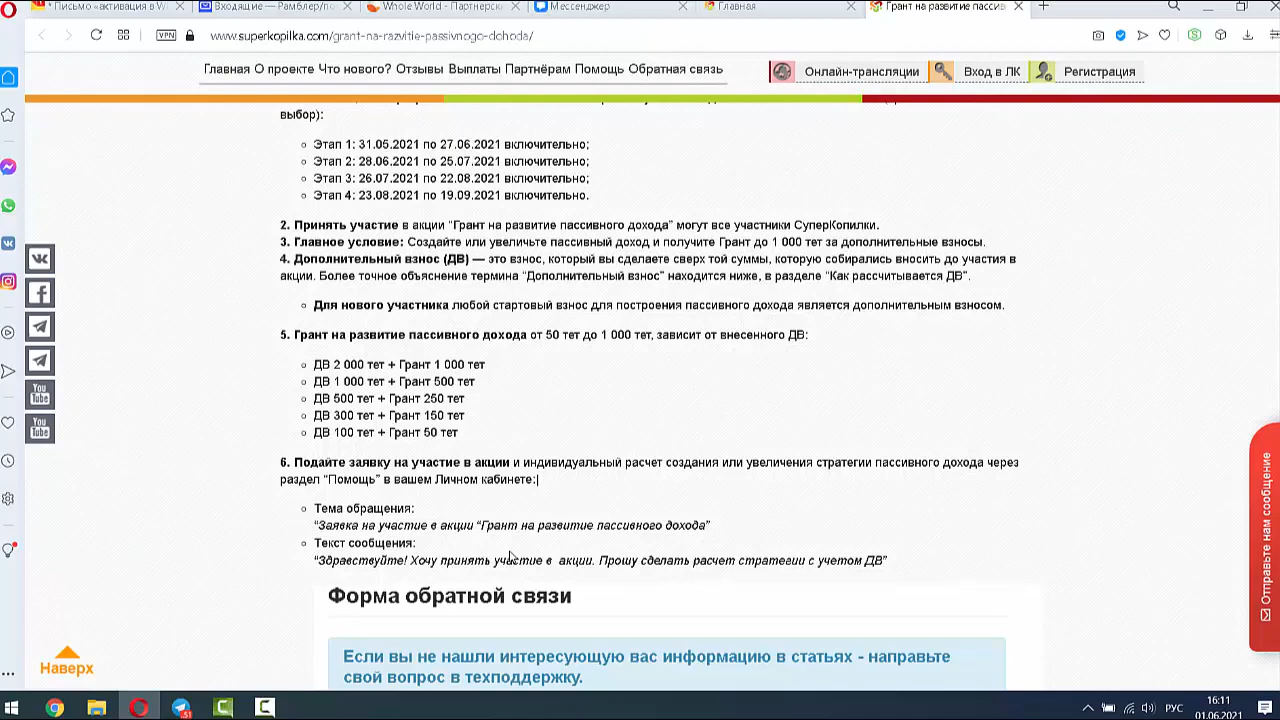 * Письмо «активация в W
Входящие — Рамблер/по
Whole World - Партнерск
Мессенджер
Главная
Грант на развитие пассив
VPN
www.superkopilka.com/grant-na-razvitie-passivnogo-dohoda/
Главная О проекте Что нового? Отзывы Выплаты Партнёрам Помощь Обратная связь
Онлайн-трансляции
Вход в ЛК
Регистрация
выбор):
Этап 1: 31.05.2021 по 27.06.2021 включительно;
Этап 2: 28.06.2021 по 25.07.2021 включительно;
Этап 3: 26.07.2021 по 22.08.2021 включительно;
Этап 4: 23.08.2021 по 19.09.2021 включительно.
2. Принять участие в акции “Грант на развитие пассивного дохода” могут все участники СуперКопилки.
3. Главное условие: Создайте или увеличьте пассивный доход и получите Грант до 1 000 тет за дополнительные взносы.
4. Дополнительный взнос (ДВ) — это взнос, который вы сделаете сверх той суммы, которую собирались вносить до участия в
акции. Более точное объяснение термина “Дополнительный взнос” находится ниже, в разделе “Как рассчитывается ДВ”.
Для нового участника любой стартовый взнос для построения пассивного дохода является дополнительным взносом.
5. Грант на развитие пассивного дохода от 50 тет до 1 000 тет, зависит от внесенного ДВ:
ДВ 2 000 тет + Грант 1 000 тет
ДВ 1 000 тет + Грант 500 тет
ДВ 500 тет + Грант 250 тет
ДВ 300 тет + Грант 150 тет
ДВ 100 тет + Грант 50 тет
6. Подайте заявку на участие в акции и индивидуальный расчет создания или увеличения стратегии пассивного дохода через
раздел “Помощь” в вашем Личном кабинете:
Тема обращения:
“Заявка на участие в акции “Грант на развитие пассивного дохода”
Текст сообщения:
“Здравствуйте! Хочу принять участие в акции. Прошу сделать расчет стратегии с учетом ДВ”
Форма обратной связи
Если вы не нашли интересующую вас информацию в статьях - направьте
свой вопрос в техподдержку.
You
Tube
You
Tube
Наверх
Отправьте нам сообщение
51
РУС
16:11
01.06.2021